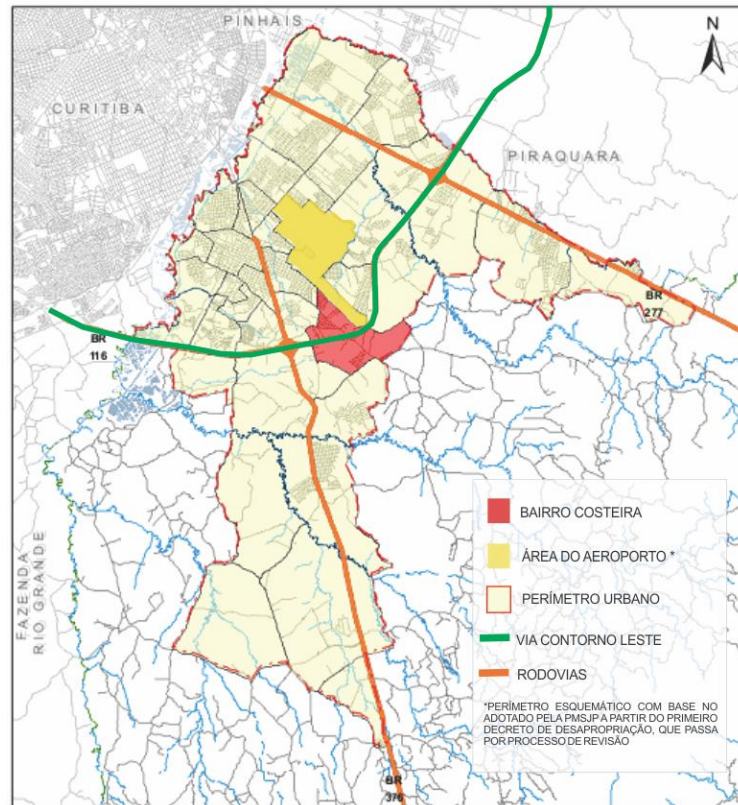 PINHAIS
N
CURITIBA
PIRAQUARA
BR
277
BR
116
FAZENDA
RIO GRANDE
BAIRRO COSTEIRA
ÁREA DO AEROPORTO *
PERÍMETRO URBANO
VIA CONTORNO LESTE
RODOVIAS
*PERÍMETRO ESQUEMÁTICO COM BASE NO
ADOTADO PELA PMSJP A PARTIR DO PRIMEIRO
DECRETO DE DESAPROPRIAÇÃO, QUE PASSA
POR PROCESSO DE REVISÃO
BR
376